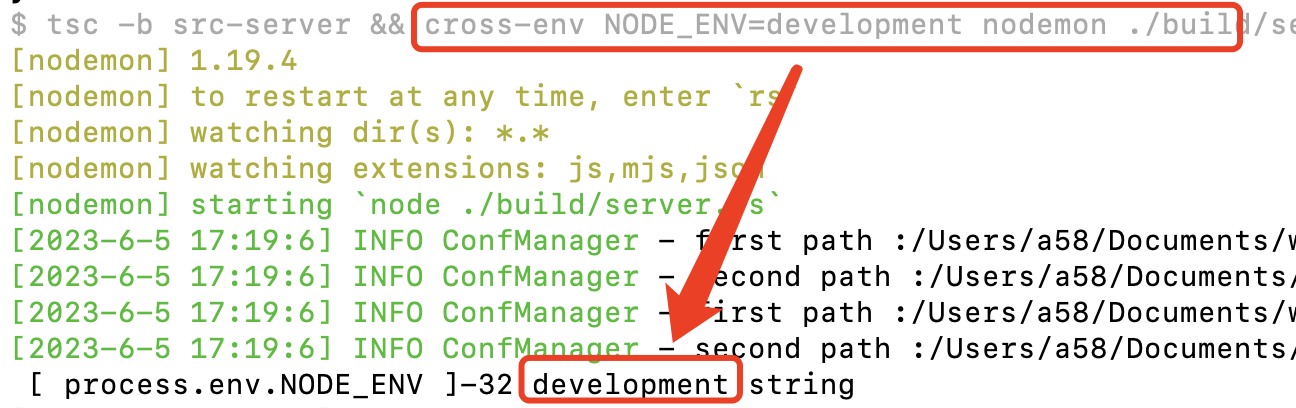 $ tsc -b src-server && cross-env NODE_ENV=development nodemon ./build/se
[nodemon] 1.19.4
[nodemon] to restart at any time, enter `rs
[nodemon] watching dir(s): *.*
[nodemon] watching extensions: js,mjs,json
[nodemon] starting `node ./build/server.js`
[2023-6-5 17:19:6] INFO ConfManager - first path :/Users/a58/Documents/w
[2023-6-5 17:19:6] INFO ConfManager - second path :/Users/a58/Documents/
[2023-6-5 17:19:6] INFO ConfManager - first path :/Users/a58/Documents/w
[2023-6-5 17:19:6] INFO ConfManager - second path :/Users/a58/Documents/
[ process.env.NODE_ENV ]-32 development string